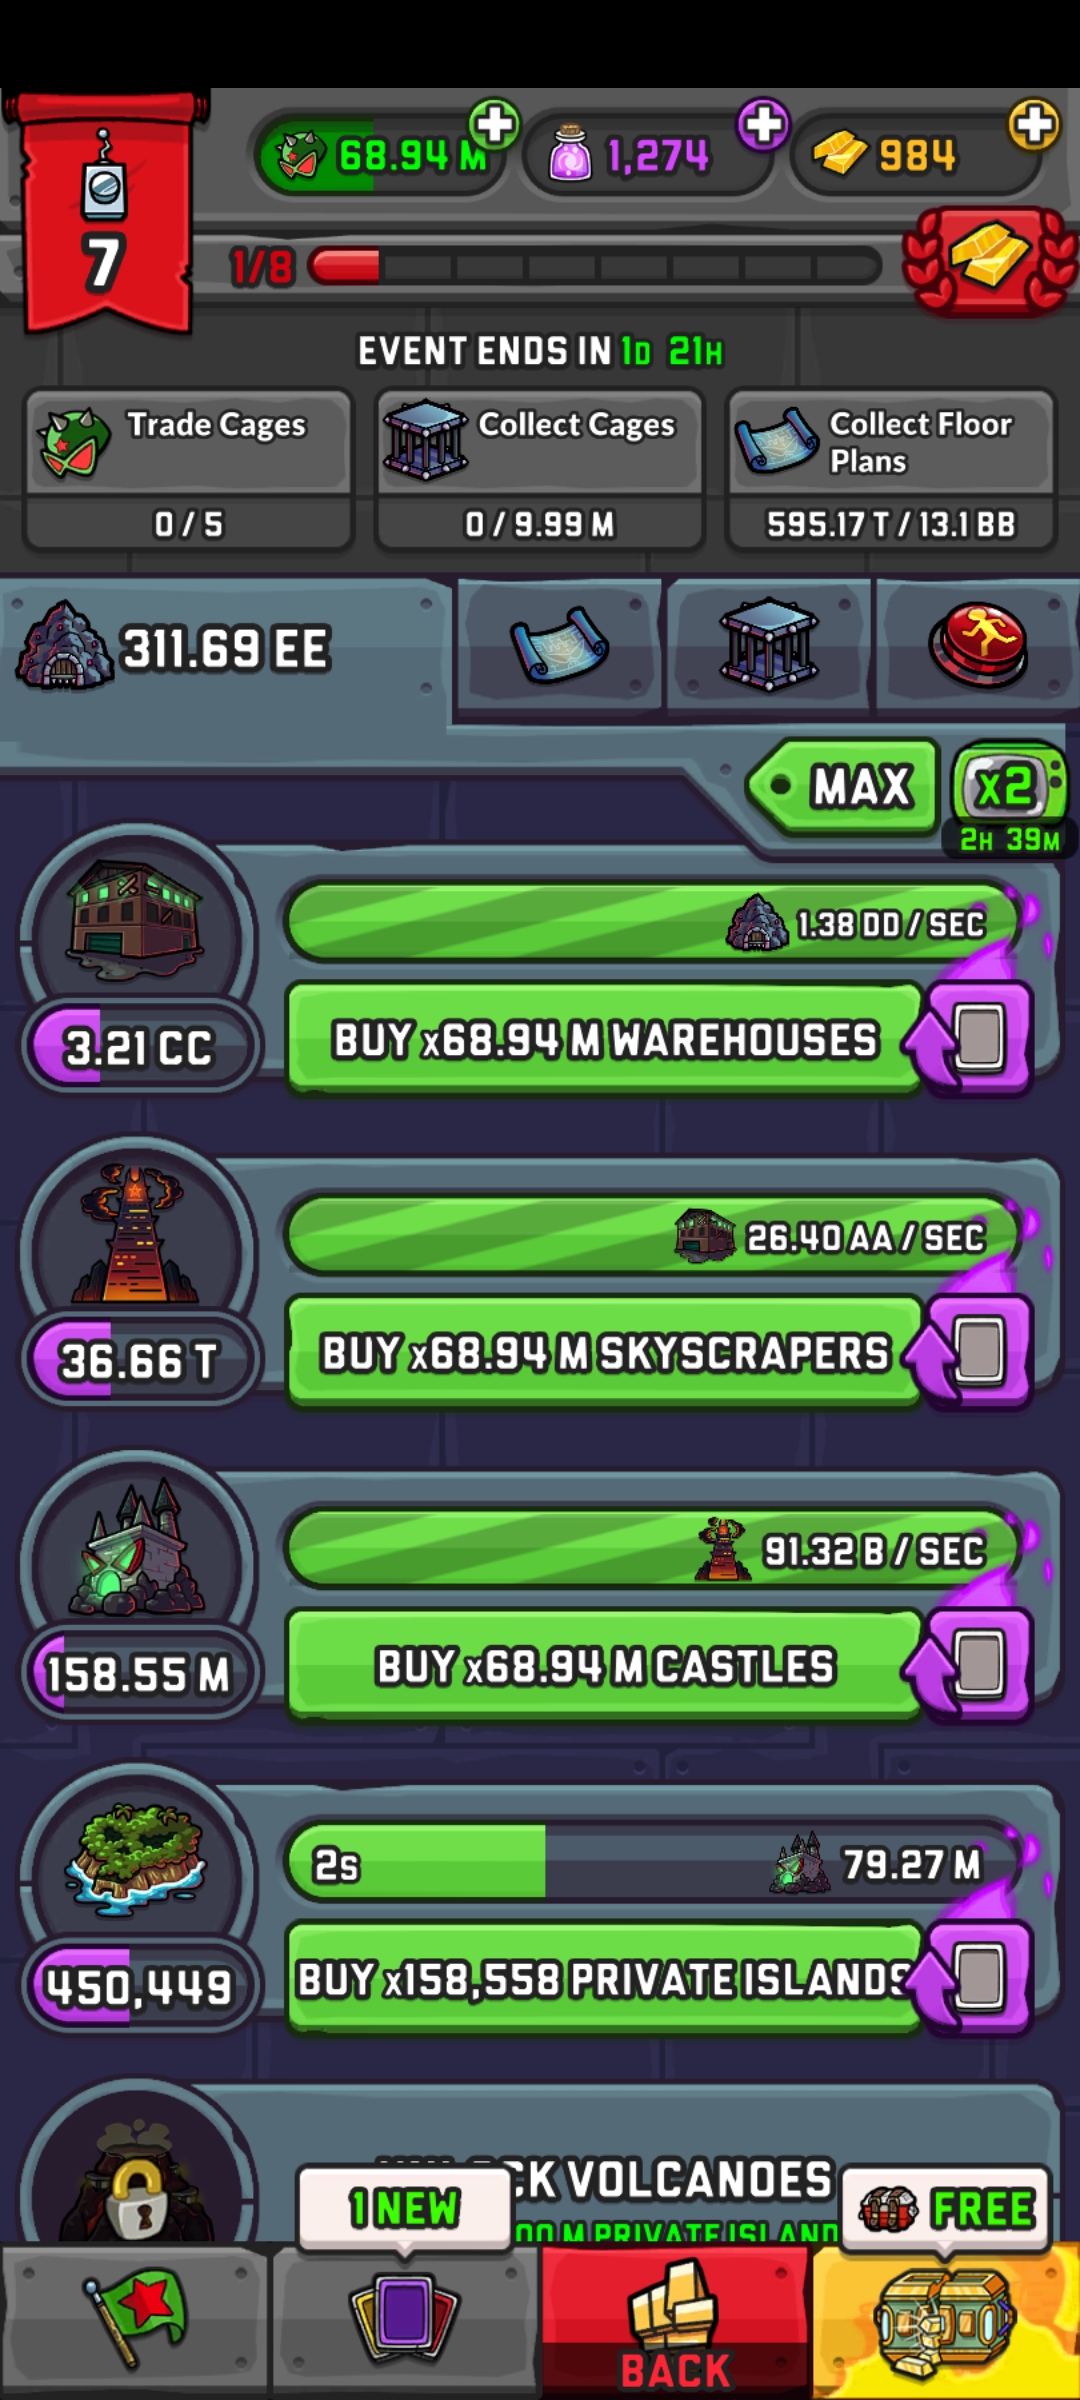 68.94 M
1,274
984
7
1/8
EVENT ENDS IN 1D 21H
Trade Cages
0 / 5
Collect Cages
0 / 9.99 M
Collect Floor
Plans
595.17 T / 13.1 BB
311.69 EE
MAX
x2
2H 39M
1.38 DD / SEC
3.21 CC
BUY x68.94 M WAREHOUSES
26.40 AA / SEC
36.66 T
BUY x68.94 M SKYSCRAPERS
91.32 B / SEC
158.55 M
BUY x68.94 M CASTLES
2s
79.27 M
450,449
BUY x158,558 PRIVATE ISLANDS
VOLCANOES
1 NEW
FREE
M PRIVATE ISLAND
BACK